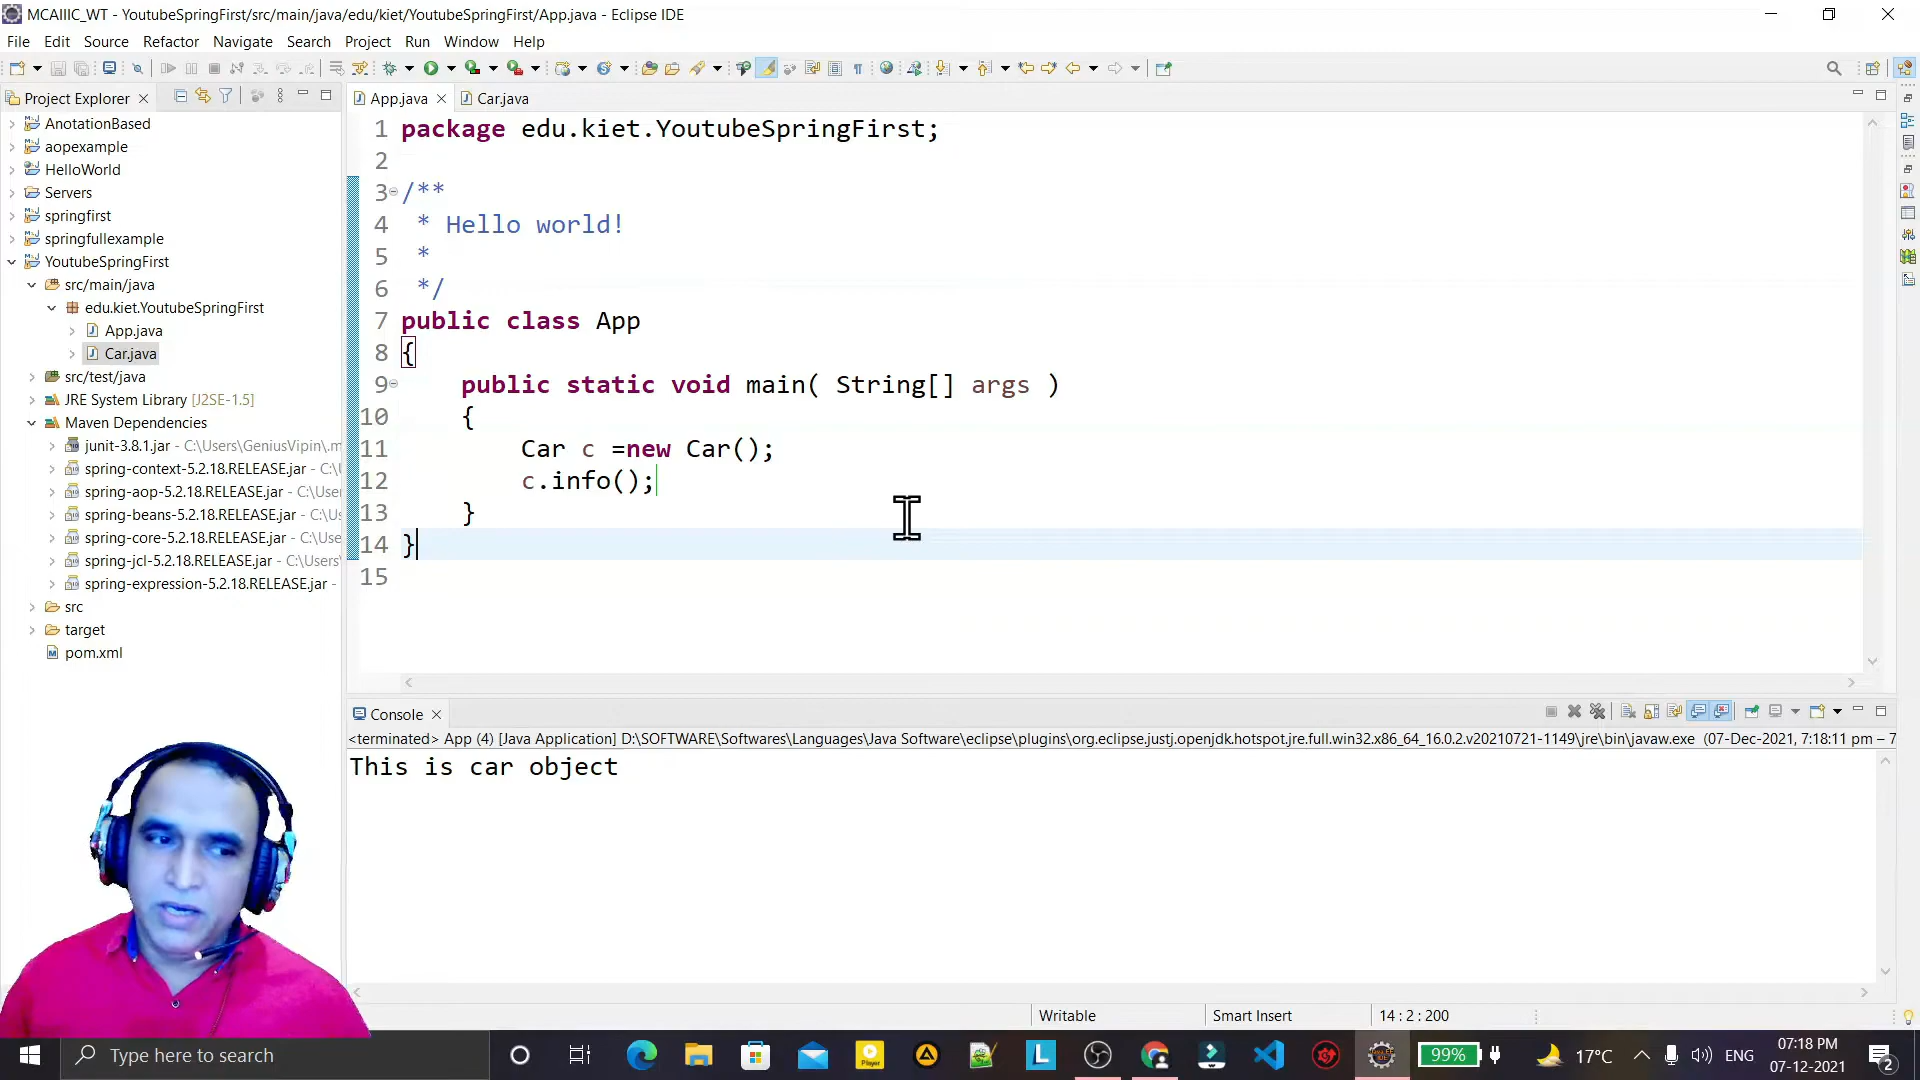 MCAIIIC_WT - YoutubeSpringFirst/src/main/java/edu/kiet/YoutubeSpringFirst/App.java - Eclipse IDE
File Edit Source Refactor Navigate Search Project Run Window Help
Project Explorer
AnotationBased
aopexample
HelloWorld
Servers
springfirst
springfullexample
YoutubeSpringFirst
src/main/java
edu.kiet.YoutubeSpringFirst
App.java
Car.java
src/test/java
JRE System Library [J2SE-1.5]
Maven Dependencies
junit-3.8.1.jar - C:\Users\GeniusVipin\.m
spring-context-5.2.18.RELEASE.jar - C:\
spring-aop-5.2.18.RELEASE.jar - C:\Use
spring-beans-5.2.18.RELEASE.jar - C:\Us
spring-core-5.2.18.RELEASE.jar - C:\Use
spring-jcl-5.2.18.RELEASE.jar - C:\Users
spring-expression-5.2.18.RELEASE.jar -
src
target
pom.xml
App.java Car.java
1 package edu.kiet.YoutubeSpringFirst;
2
3 /**
4 * Hello world!
5 *
6 */
7 public class App
8 {
9 public static void main( String[] args )
10 {
11 Car c =new Car();
12 c.info();
13 }
14 }
15
Console
<terminated> App (4) [Java Application] D:\SOFTWARE\Softwares\Languages\Java Software\eclipse\plugins\org.eclipse.justj.openjdk.hotspot.jre.full.win32.x86_64_16.0.2.v20210721-1149\jre\bin\javaw.exe (07-Dec-2021, 7:18:11 pm – 7
This is car object
Writable Smart Insert 14 : 2 : 200
Type here to search
99% 17°C ENG 07:18 PM
07-12-2021
2